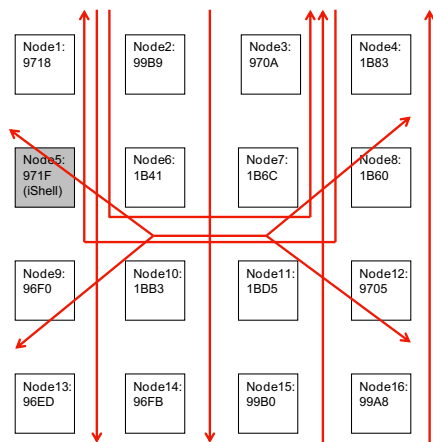 Node1:
9718
Node2:
99B9
Node3:
970A
Node4:
1B83
Node5:
971F
(iShell)
Node6:
1B41
Node7:
1B6C
Node8:
1B60
Node9:
96F0
Node10:
1BB3
Node11:
1BD5
Node12:
9705
Node13:
96ED
Node14:
96FB
Node15:
99B0
Node16:
99A8